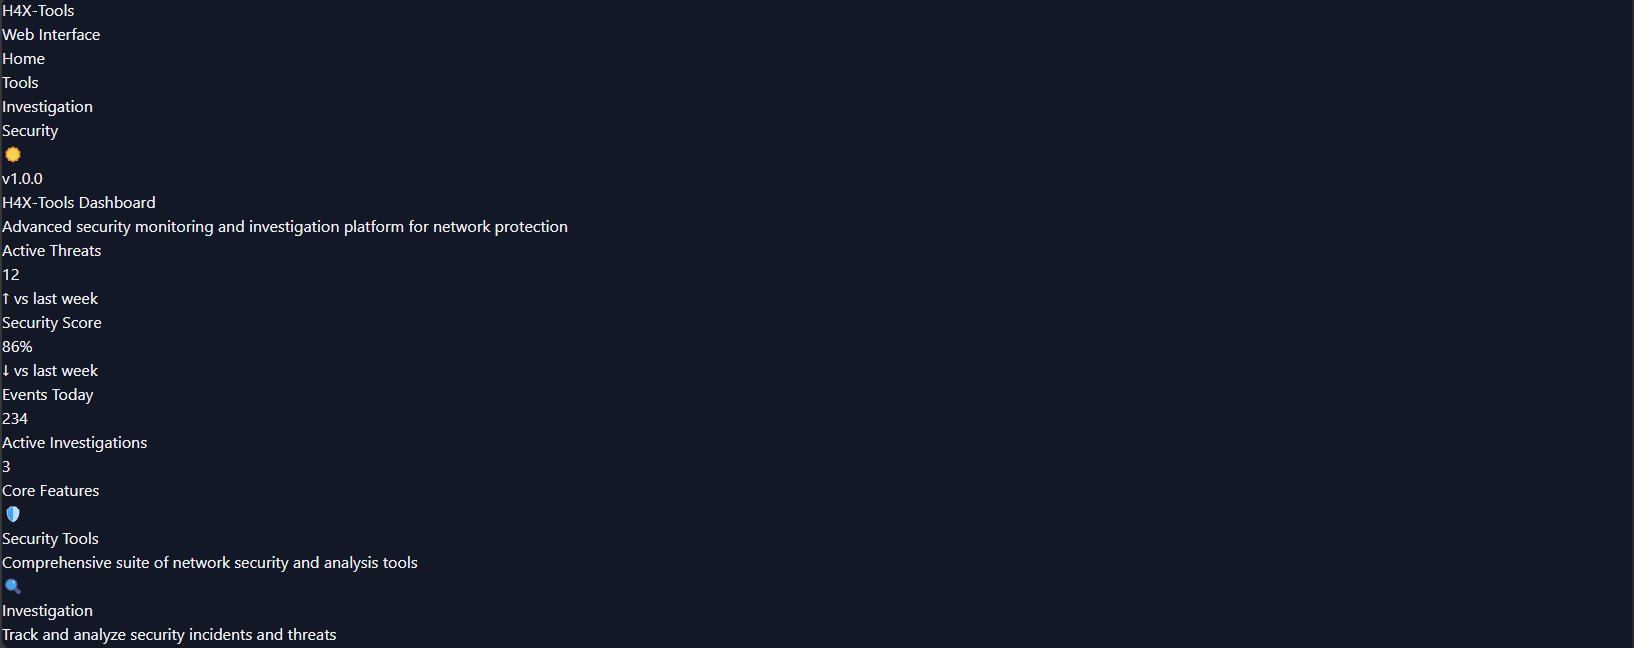 H4X-Tools
Web Interface
Home
Tools
Investigation
Security
v1.0.0
H4X-Tools Dashboard
Advanced security monitoring and investigation platform for network protection
Active Threats
12
↑ vs last week
Security Score
86%
↓ vs last week
Events Today
234
Active Investigations
3
Core Features
Security Tools
Comprehensive suite of network security and analysis tools
Investigation
Track and analyze security incidents and threats